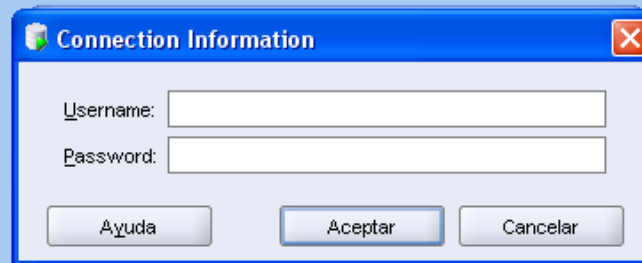 Connection Information
Username:
Password:
Ayuda Aceptar Cancelar